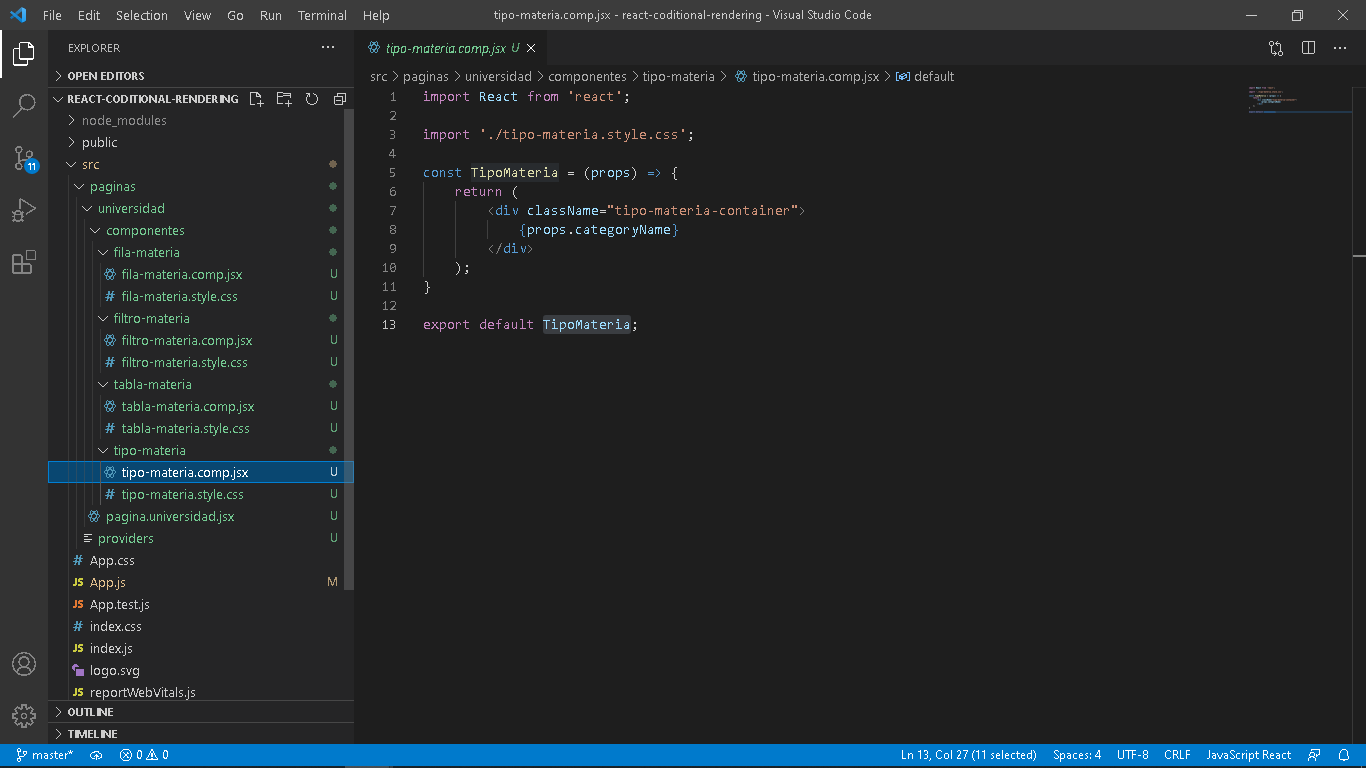 File Edit Selection View Go Run Terminal Help tipo-materia.comp.jsx - react-coditional-rendering - Visual Studio Code
EXPLORER
OPEN EDITORS
REACT-CODITIONAL-RENDERING
node_modules
public
src
paginas
universidad
componentes
fila-materia
fila-materia.comp.jsx U
fila-materia.style.css U
filtro-materia
filtro-materia.comp.jsx U
filtro-materia.style.css U
tabla-materia
tabla-materia.comp.jsx U
tabla-materia.style.css U
tipo-materia
tipo-materia.comp.jsx U
tipo-materia.style.css U
pagina.universidad.jsx U
providers U
# App.css
JS App.js M
JS App.test.js
# index.css
JS index.js
logo.svg
JS reportWebVitals.js
OUTLINE
TIMELINE
11
tipo-materia.comp.jsx U
src > paginas > universidad > componentes > tipo-materia > tipo-materia.comp.jsx > default
1 import React from 'react';
2
3 import './tipo-materia.style.css';
4
5 const TipoMateria = (props) => {
6 return (
7 <div className="tipo-materia-container">
8 {props.categoryName}
9 </div>
10 );
11 }
12
13 export default TipoMateria;
master* 0 0 Ln 13, Col 27 (11 selected) Spaces: 4 UTF-8 CRLF JavaScript React